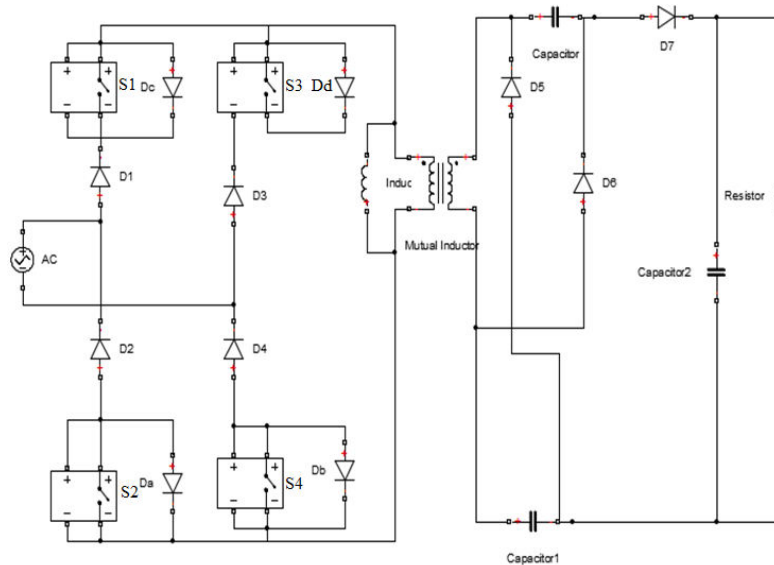 S1
Dc
S3
Dd
Capacitor
D7
D5
D1
D3
Induc
D6
Resistor
Mutual Inductor
AC
Capacitor2
D2
D4
S2
Da
S4
Db
Capacitor1